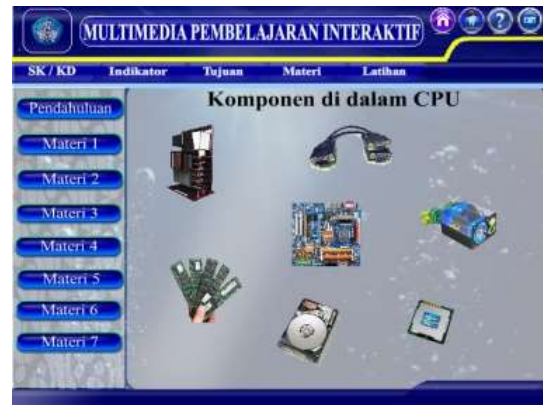 MULTIMEDIA PEMBELAJARAN INTERAKTIF
SK / KD Indikator Tujuan Materi Latihan
Komponen di dalam CPU
Pendahuluan
Materi 1
Materi 2
Materi 3
Materi 4
Materi 5
Materi 6
Materi 7